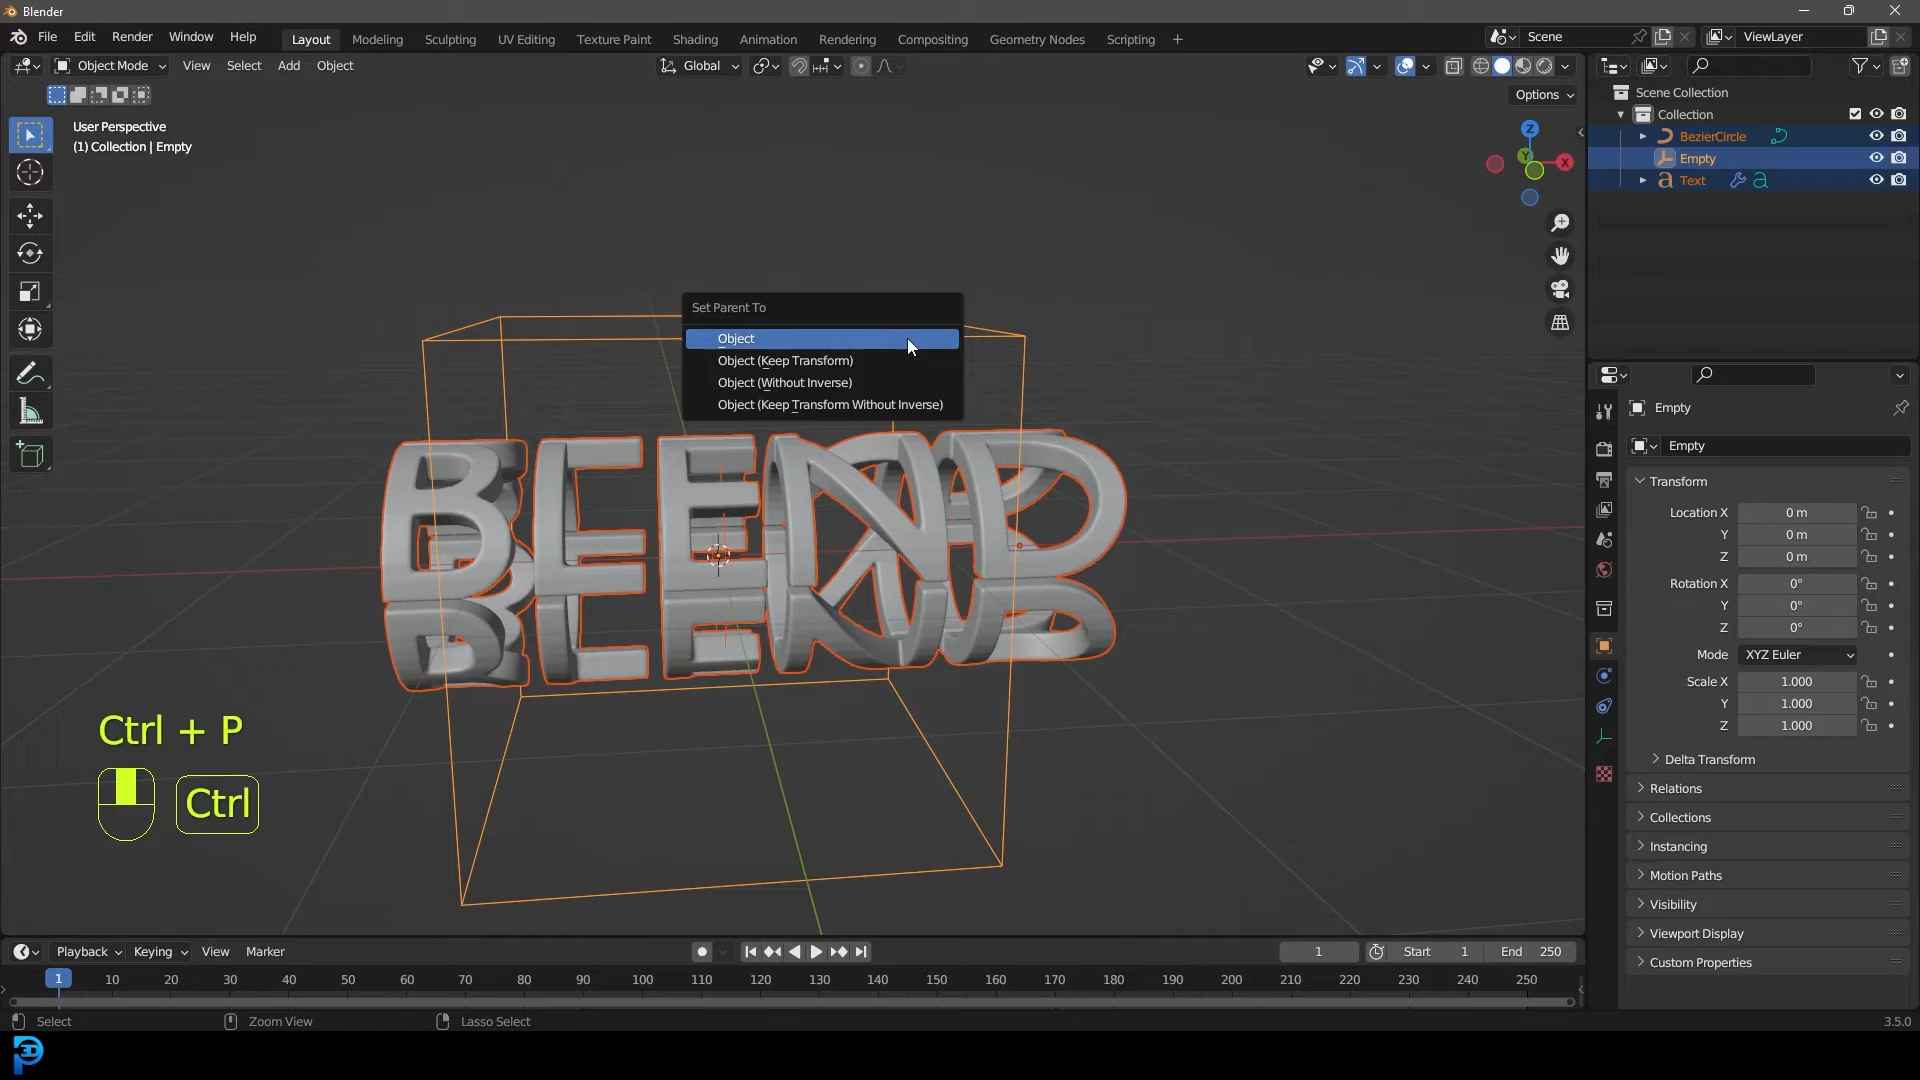 Blender
File Edit Render Window Help
Layout Modeling Sculpting UV Editing Texture Paint Shading Animation Rendering Compositing Geometry Nodes Scripting +
Scene
ViewLayer
Object Mode View Select Add Object
Global
Options
User Perspective
(1) Collection | Empty
Z
Y
X
Scene Collection
Collection
BezierCircle
Empty
Text
Set Parent To
Object
Object (Keep Transform)
Object (Without Inverse)
Object (Keep Transform Without Inverse)
BLEND
Ctrl + P
Ctrl
Empty
Empty
Transform
Location X 0 m
Y 0 m
Z 0 m
Rotation X 0°
Y 0°
Z 0°
Mode XYZ Euler
Scale X 1.000
Y 1.000
Z 1.000
Delta Transform
Relations
Collections
Instancing
Motion Paths
Visibility
Viewport Display
Custom Properties
Playback Keying View Marker
1 Start 1 End 250
1 10 20 30 40 50 60 70 80 90 100 110 120 130 140 150 160 170 180 190 200 210 220 230 240 250
Select Zoom View Lasso Select 3.5.0